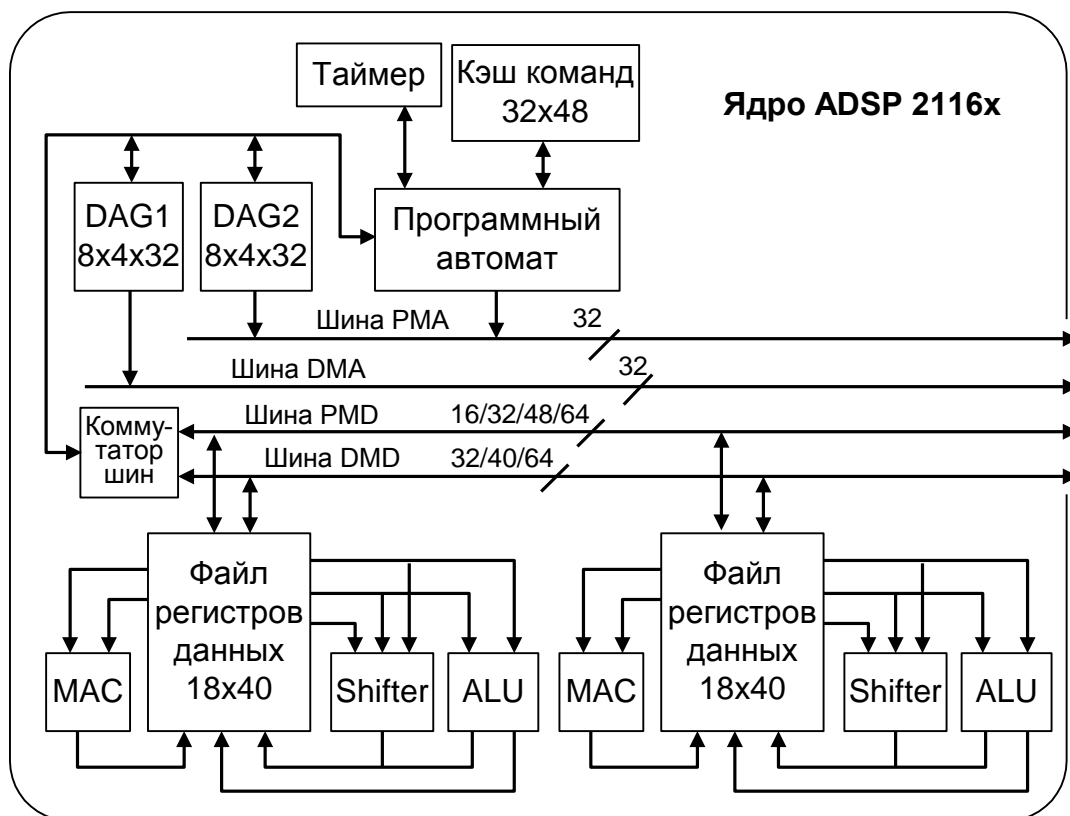 Таймер
Кэш команд
32x48
Ядро ADSP 2116x
DAG1
8x4x32
DAG2
8x4x32
Программный
автомат
Шина PMA
32
Шина DMA
32
Комму-
татор
шин
Шина PMD
16/32/48/64
Шина DMD
32/40/64
Файл
регистров
данных
18x40
MAC
Shifter
ALU
Файл
регистров
данных
18x40
MAC
Shifter
ALU